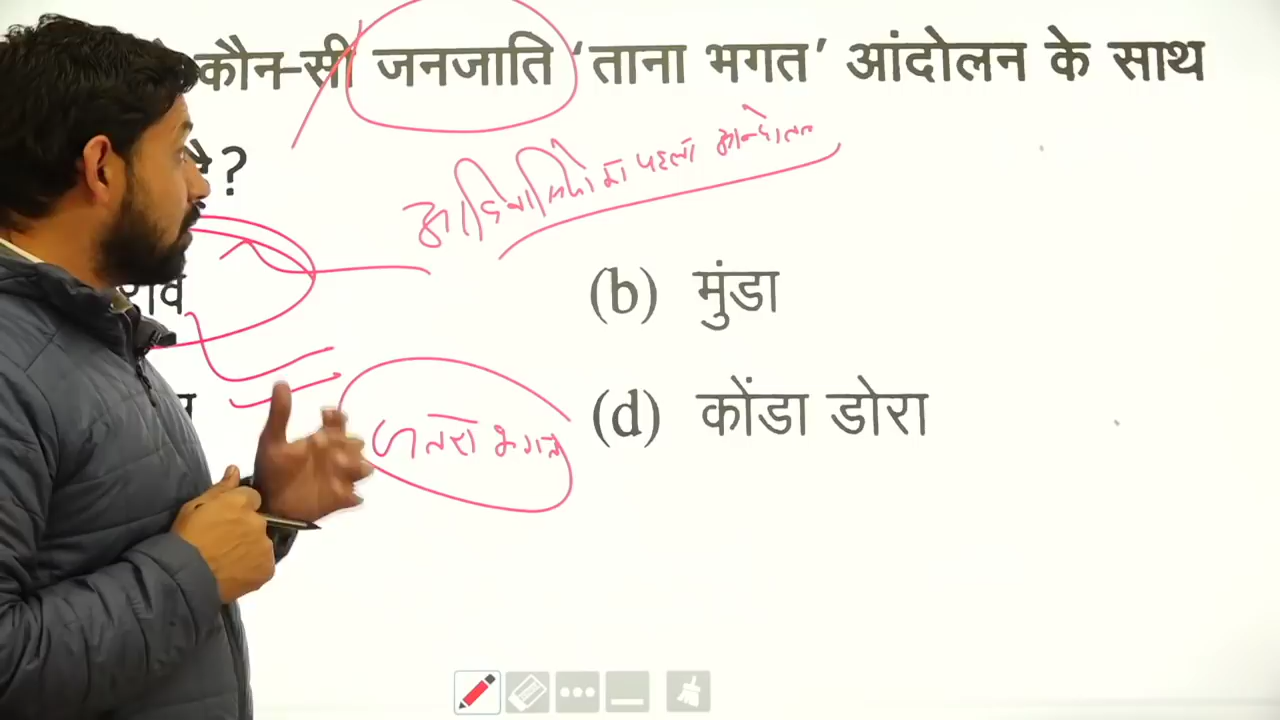 कौन-सी जनजाति 'ताना भगत' आंदोलन के साथ
है?
आदिवासियों का पहला आन्दोलन
(b) मुंडा
(d) कोंडा डोरा
जतरा भगत